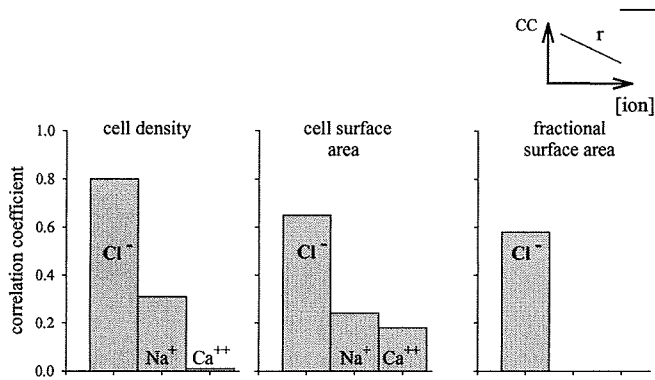 CC
r
[ion]
cell density
cell surface
area
fractional
surface area
correlation coefficient
1.0
0.8
0.6
0.4
0.2
0.0
Cl⁻
Na⁺
Ca⁺⁺
Cl⁻
Na⁺
Ca⁺⁺
Cl⁻